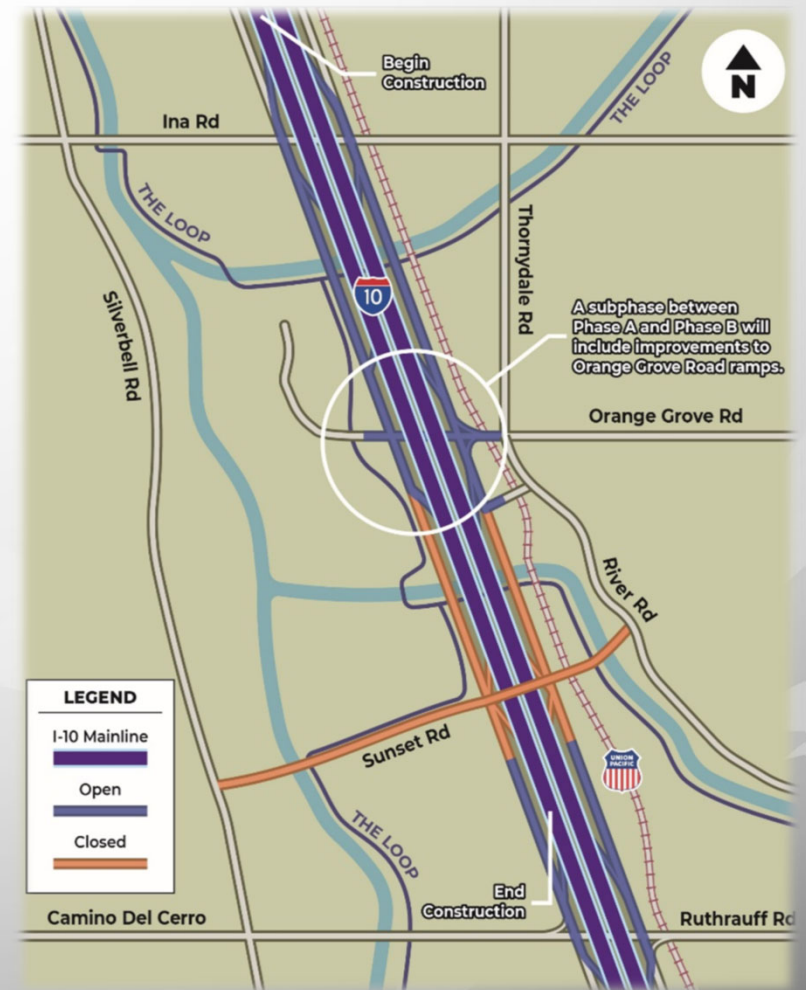 Begin
Construction
N
THE LOOP
Ina Rd
THE LOOP
Thornydale Rd
10
Silverbell Rd
A subphase between
Phase A and Phase B will
include improvements to
Orange Grove Road ramps.
Orange Grove Rd
River Rd
LEGEND
I-10 Mainline
Open
Closed
Sunset Rd
UNION
PACIFIC
THE LOOP
End
Construction
Camino Del Cerro
Ruthrauff Rd